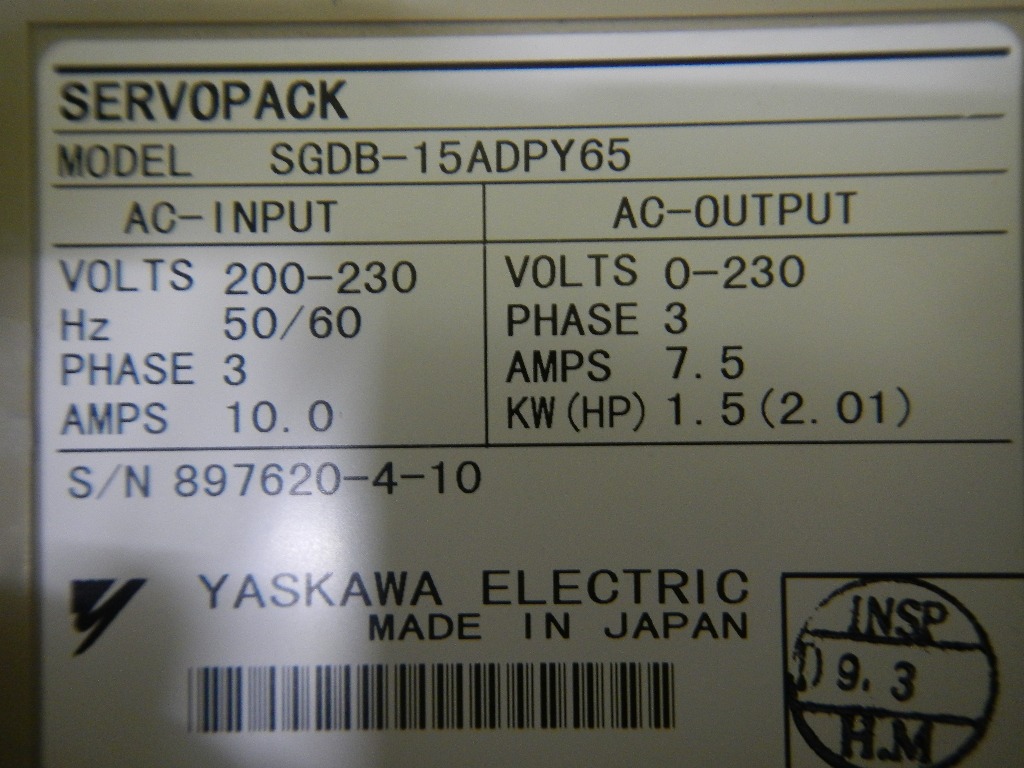 SERVOPACK
MODEL SGDB-15ADPY65
AC-INPUT AC-OUTPUT
VOLTS 200-230 VOLTS 0-230
Hz 50/60 PHASE 3
PHASE 3 AMPS 7.5
AMPS 10.0 KW(HP) 1.5(2.01)
S/N 897620-4-10
YASKAWA ELECTRIC
MADE IN JAPAN
INSP
9.3
H.M